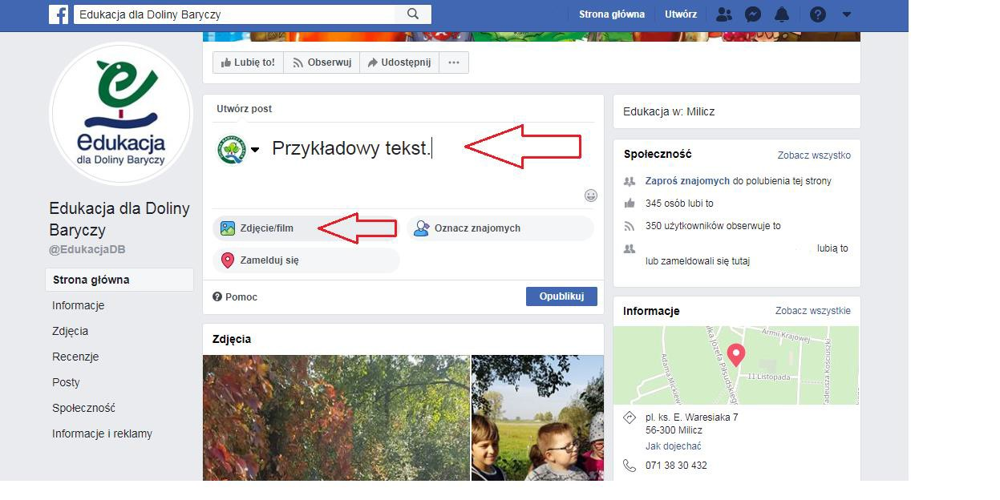 Edukacja dla Doliny Baryczy
Strona główna
Utwórz
Lubię to!
Obserwuj
Udostępnij
edukacja
dla Doliny Baryczy
Edukacja dla Doliny
Baryczy
@EdukacjaDB
Strona główna
Informacje
Zdjęcia
Recenzje
Posty
Społeczność
Informacje i reklamy
Utwórz post
Przykładowy tekst.
Zdjęcie/film
Oznacz znajomych
Zamelduj się
Pomoc
Opublikuj
Zdjęcia
Edukacja w: Milicz
Społeczność
Zobacz wszystko
Zaproś znajomych do polubienia tej strony
345 osób lubi to
350 użytkowników obserwuje to
lubią to
lub zameldowali się tutaj
Informacje
Zobacz wszystkie
Armii Krajowej
Józefa Piłsudskiego
Adama Mickiew
Tadeusza Kościuszki
11 Listopada
pl. ks. E. Waresiaka 7
56-300 Milicz
Jak dojechać
071 38 30 432